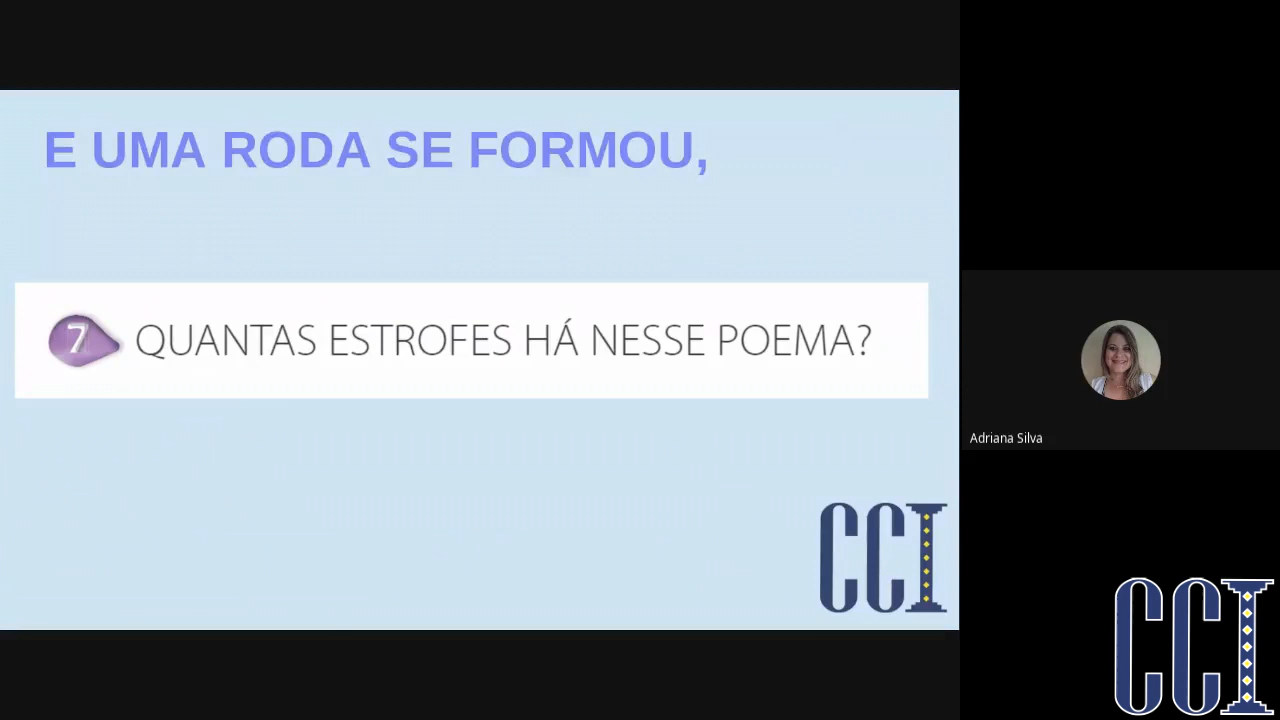 E UMA RODA SE FORMOU,
7 QUANTAS ESTROFES HÁ NESSE POEMA?
CCI
Adriana Silva
CCI